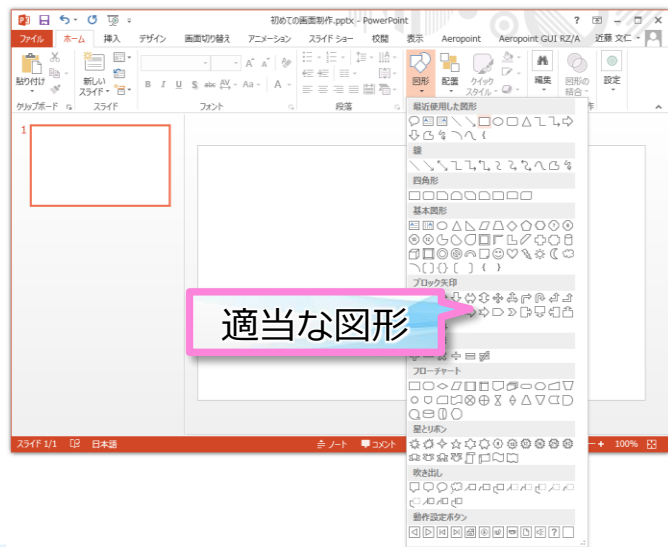 初めての画面制作.pptx - PowerPoint
?
ファイル ホーム 挿入 デザイン 画面切り替え アニメーション スライド ショー 校閲 表示 Aeropoint Aeropoint GUI RZ/A 近藤 文仁
貼り付け 新しい スライド
B I U S abc AV Aa A A A
図形 配置 クイック スタイル 編集 図形の 結合 設定
クリップボード スライド フォント 段落
最近使用した図形
線
四角形
基本図形
ブロック矢印
適当な図形
フローチャート
星とリボン
吹き出し
動作設定ボタン
1
スライド 1/1 日本語 ノート コメント 100%